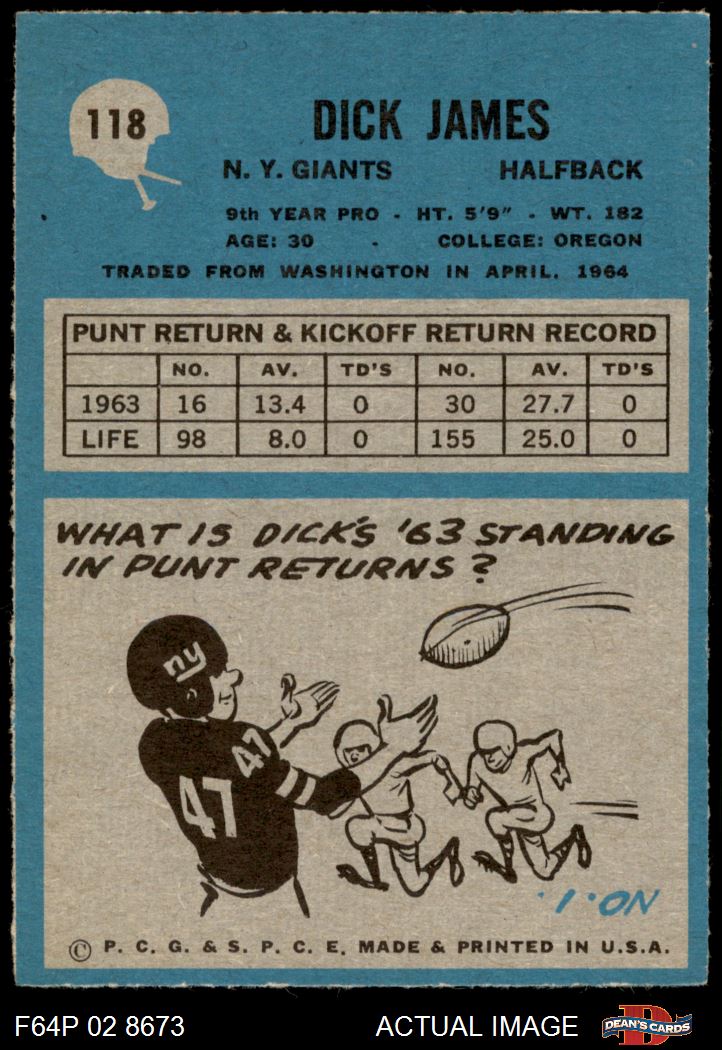 118
DICK JAMES
N. Y. GIANTS HALFBACK
9th YEAR PRO - HT. 5'9" - WT. 182
AGE: 30 - COLLEGE: OREGON
TRADED FROM WASHINGTON IN APRIL, 1964
PUNT RETURN & KICKOFF RETURN RECORD
NO. AV. TD'S NO. AV. TD'S
1963 16 13.4 0 30 27.7 0
LIFE 98 8.0 0 155 25.0 0
WHAT IS DICK'S '63 STANDING
IN PUNT RETURNS?
ny
47
47
NO. 1.
© P. C. G. & S. P. C. E. MADE & PRINTED IN U.S.A.
F64P 02 8673 ACTUAL IMAGE D DEAN'S CARDS